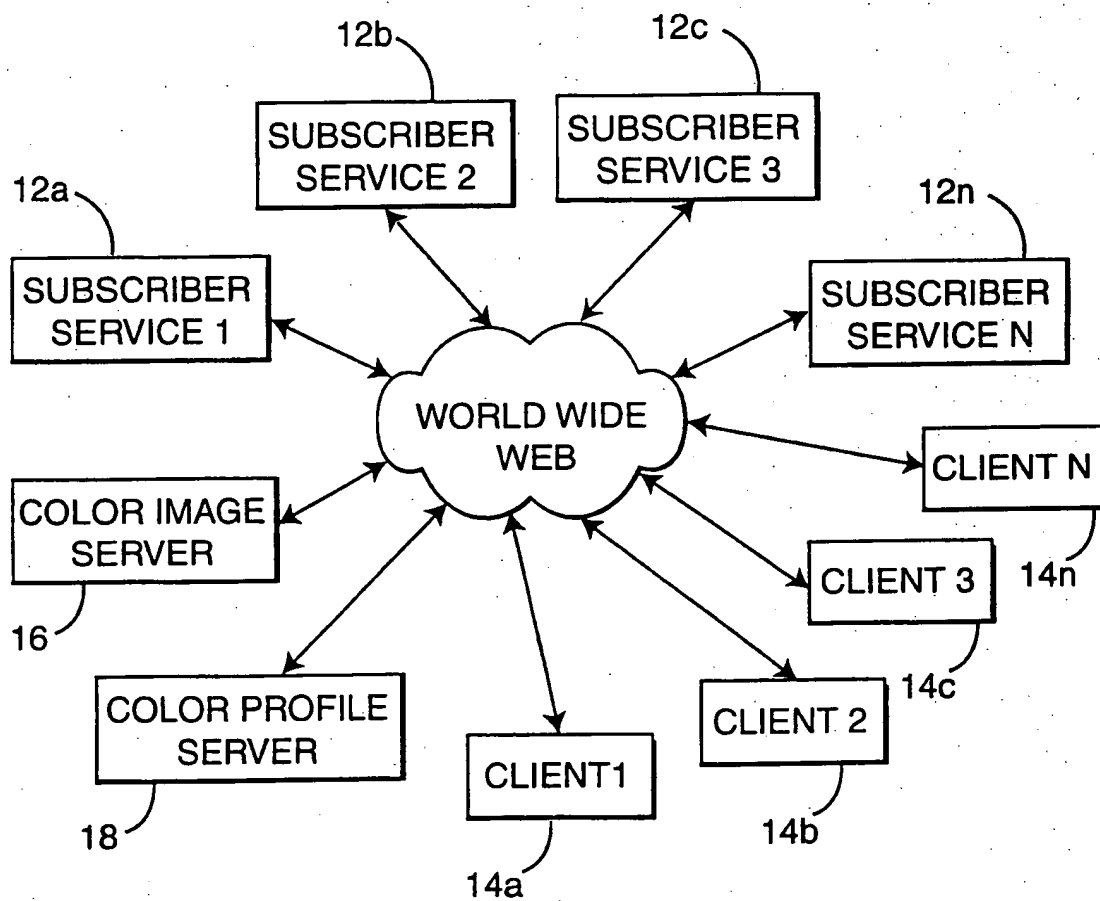 12b
12c
SUBSCRIBER
SERVICE 2
SUBSCRIBER
SERVICE 3
12a
12n
SUBSCRIBER
SERVICE 1
SUBSCRIBER
SERVICE N
WORLD WIDE
WEB
CLIENT N
14n
COLOR IMAGE
SERVER
16
CLIENT 3
14c
COLOR PROFILE
SERVER
18
CLIENT 2
14b
CLIENT1
14a